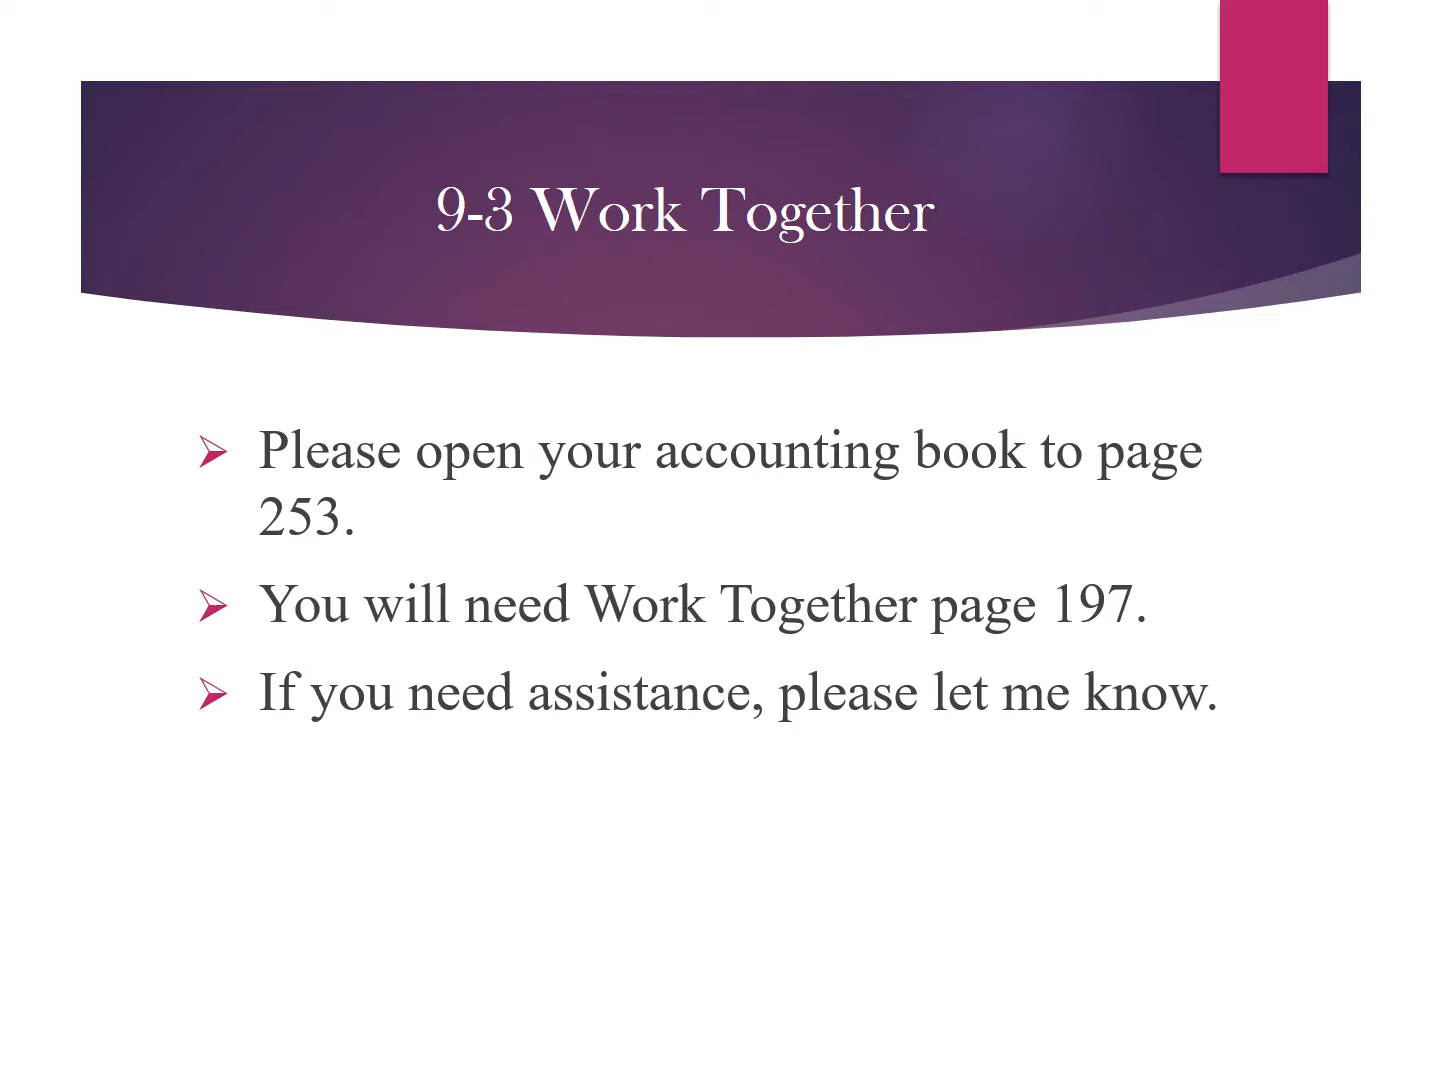 9-3 Work Together
Please open your accounting book to page
253.
You will need Work Together page 197.
If you need assistance, please let me know.